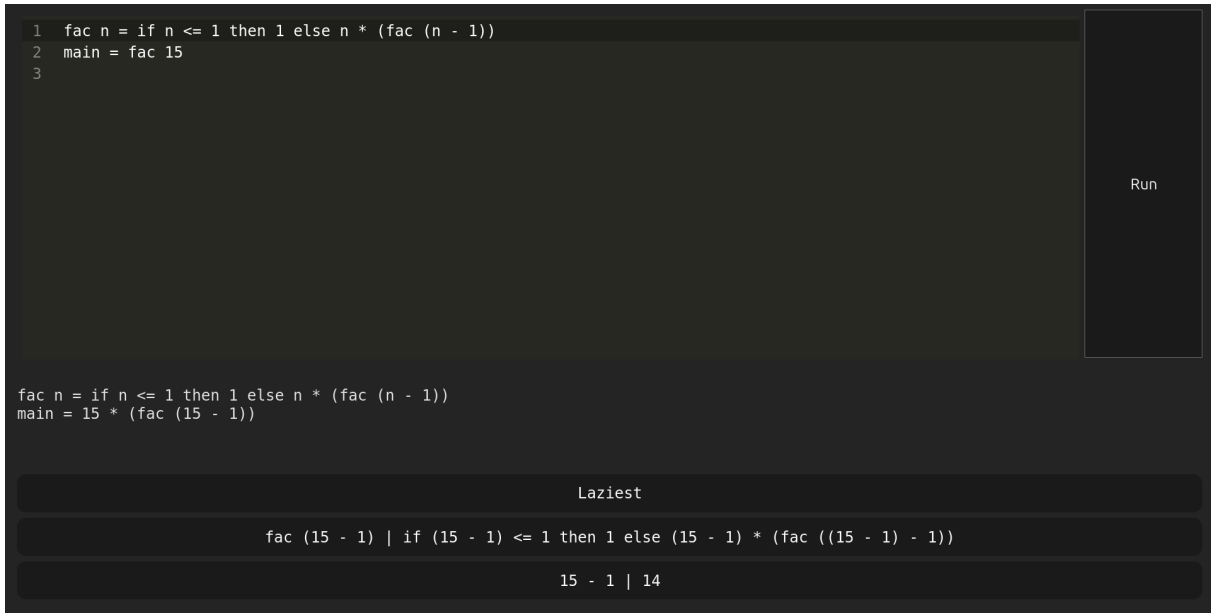 1 fac n = if n <= 1 then 1 else n * (fac (n - 1))
2 main = fac 15
3
Run
fac n = if n <= 1 then 1 else n * (fac (n - 1))
main = 15 * (fac (15 - 1))
Laziest
fac (15 - 1) | if (15 - 1) <= 1 then 1 else (15 - 1) * (fac ((15 - 1) - 1))
15 - 1 | 14